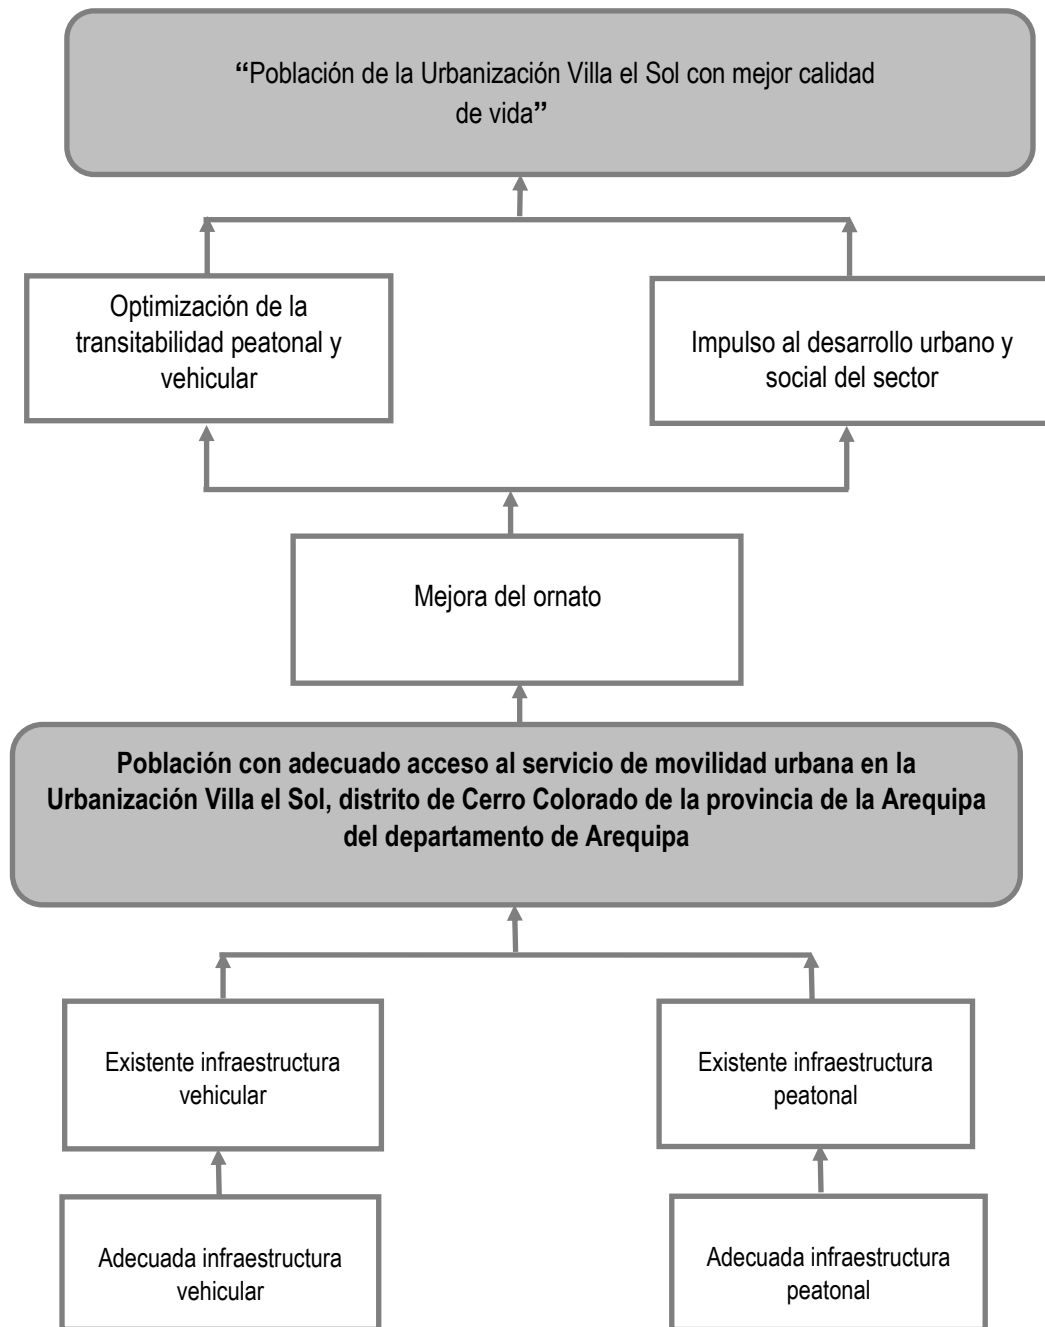 “Población de la Urbanización Villa el Sol con mejor calidad
de vida”
Optimización de la
transitabilidad peatonal y
vehicular
Impulso al desarrollo urbano y
social del sector
Mejora del ornato
Población con adecuado acceso al servicio de movilidad urbana en la
Urbanización Villa el Sol, distrito de Cerro Colorado de la provincia de la Arequipa
del departamento de Arequipa
Existente infraestructura
vehicular
Existente infraestructura
peatonal
Adecuada infraestructura
vehicular
Adecuada infraestructura
peatonal